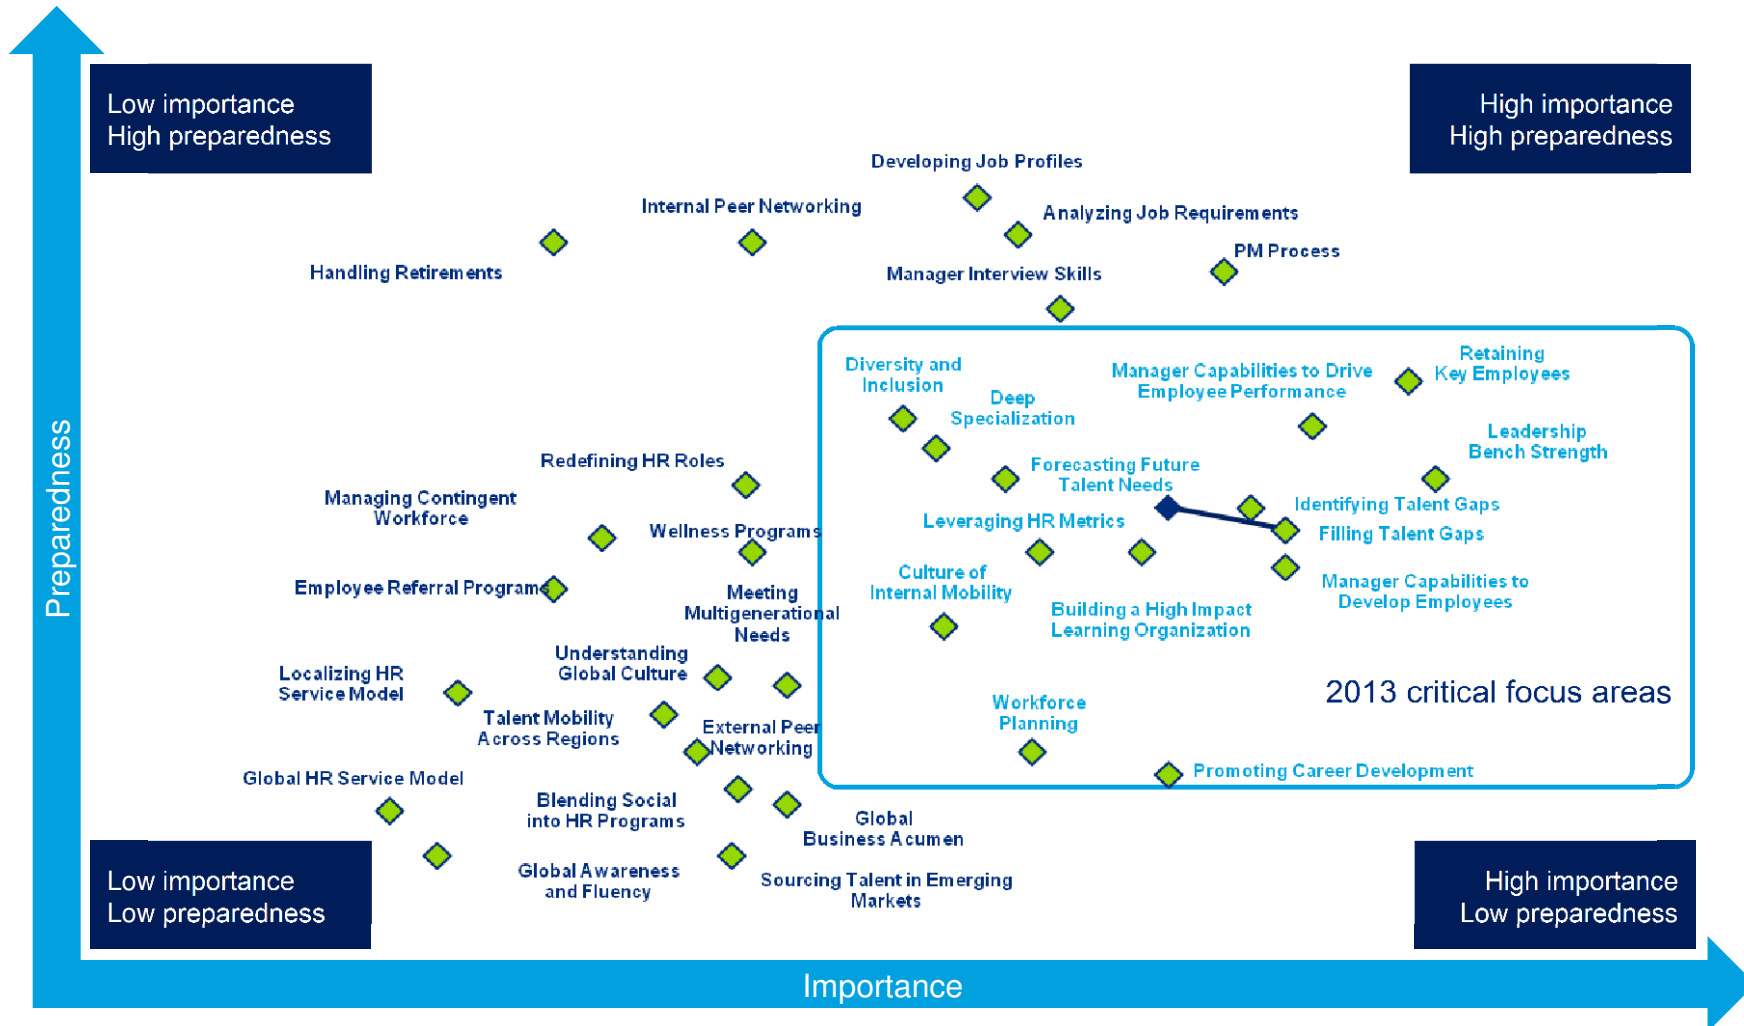 Low importance
High preparedness
High importance
High preparedness
Developing Job Profiles
Internal Peer Networking
Analyzing Job Requirements
PM Process
Handling Retirements
Manager Interview Skills
Diversity and
Inclusion
Manager Capabilities to Drive
Employee Performance
Retaining
Key Employees
Deep
Specialization
Leadership
Bench Strength
Redefining HR Roles
Forecasting Future
Talent Needs
Managing Contingent
Workforce
Identifying Talent Gaps
Leveraging HR Metrics
Wellness Programs
Filling Talent Gaps
Preparedness
Culture of
Internal Mobility
Employee Referral Programs
Manager Capabilities to
Develop Employees
Meeting
Multigenerational
Needs
Building a High Impact
Learning Organization
Understanding
Global Culture
Localizing HR
Service Model
2013 critical focus areas
Workforce
Planning
Talent Mobility
Across Regions
External Peer
Networking
Promoting Career Development
Global HR Service Model
Blending Social
into HR Programs
Global
Business Acumen
Global Awareness
and Fluency
Sourcing Talent in Emerging
Markets
Low importance
Low preparedness
High importance
Low preparedness
Importance